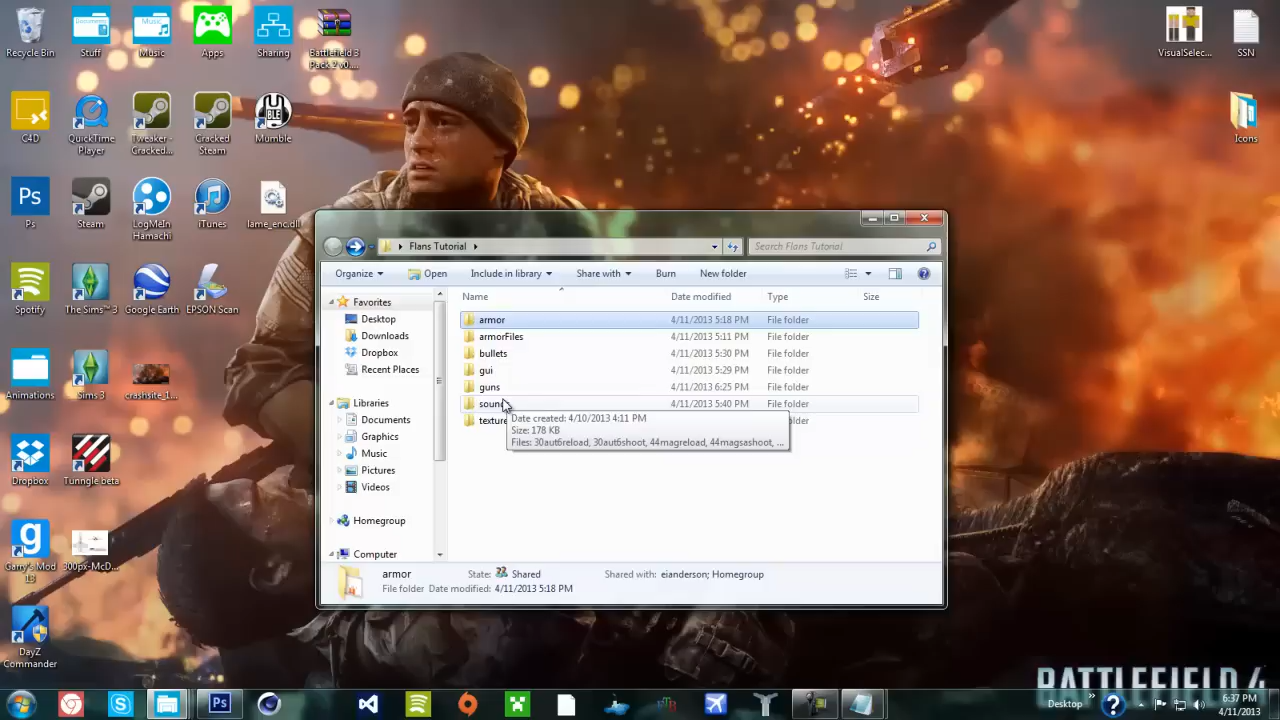 Recycle Bin
Stuff
Music
Apps
Sharing
Battlefield 3
Pack 2 v0....
VisualSelec...
SSN
C4D
QuickTime
Player
Tweaker -
Cracked...
Cracked
Steam
Mumble
Icons
Ps
Steam
LogMeIn
Hamachi
iTunes
lame_enc.dll
Spotify
The Sims™ 3
Google Earth
EPSON Scan
Animations
Sims 3
crashsite_1...
Dropbox
Tunngle beta
Garry's Mod
13
300px-McD...
DayZ
Commander
Flans Tutorial
Search Flans Tutorial
Organize
Open
Include in library
Share with
Burn
New folder
Name
Date modified
Type
Size
Favorites
Desktop
Downloads
Dropbox
Recent Places
Libraries
Documents
Graphics
Music
Pictures
Videos
Homegroup
Computer
armor 4/11/2013 5:18 PM File folder
armorFiles 4/11/2013 5:11 PM File folder
bullets 4/11/2013 5:30 PM File folder
gui 4/11/2013 5:29 PM File folder
guns 4/11/2013 6:25 PM File folder
soun 4/11/2013 5:40 PM File folder
texture older
Date created: 4/10/2013 4:11 PM
Size: 178 KB
Files: 30aut6reload, 30aut6shoot, 44magreload, 44magsashoot, ...
armor State: Shared Shared with: eianderson; Homegroup
File folder Date modified: 4/11/2013 5:18 PM
BATTLEFIELD 4
Desktop
6:37 PM
4/11/2013